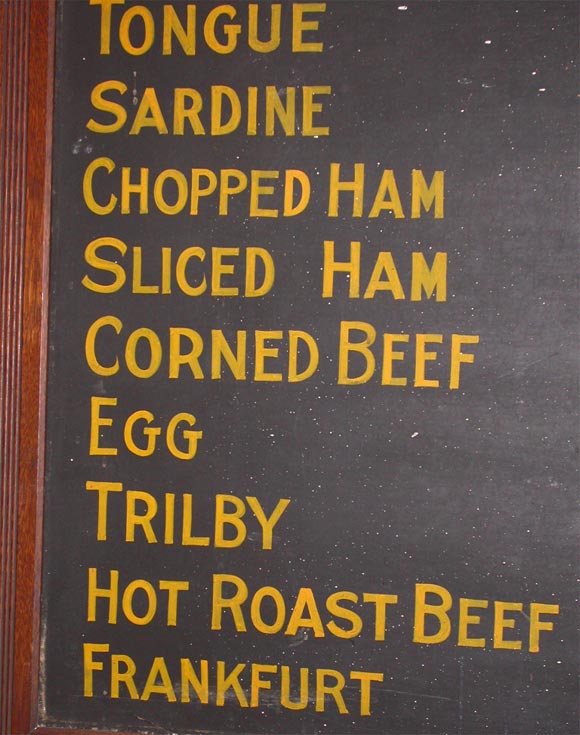 TONGUE
SARDINE
CHOPPED HAM
SLICED HAM
CORNED BEEF
EGG
TRILBY
HOT ROAST BEEF
FRANKFURT